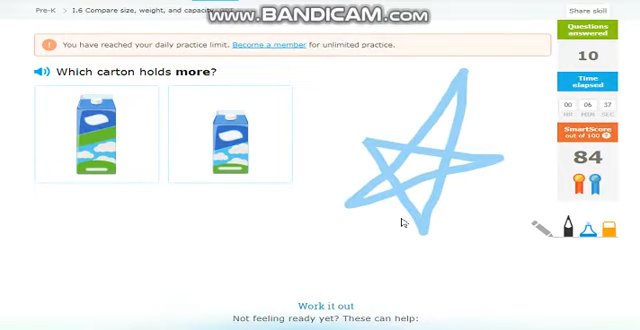 www.BANDICAM.com
Pre-K > I.6 Compare size, weight, and capacity
Share skill
! You have reached your daily practice limit. Become a member for unlimited practice.
Questions answered
10
Which carton holds more?
Time elapsed
00 06 37
HR MIN SEC
SmartScore
out of 100 ?
84
Work it out
Not feeling ready yet? These can help: